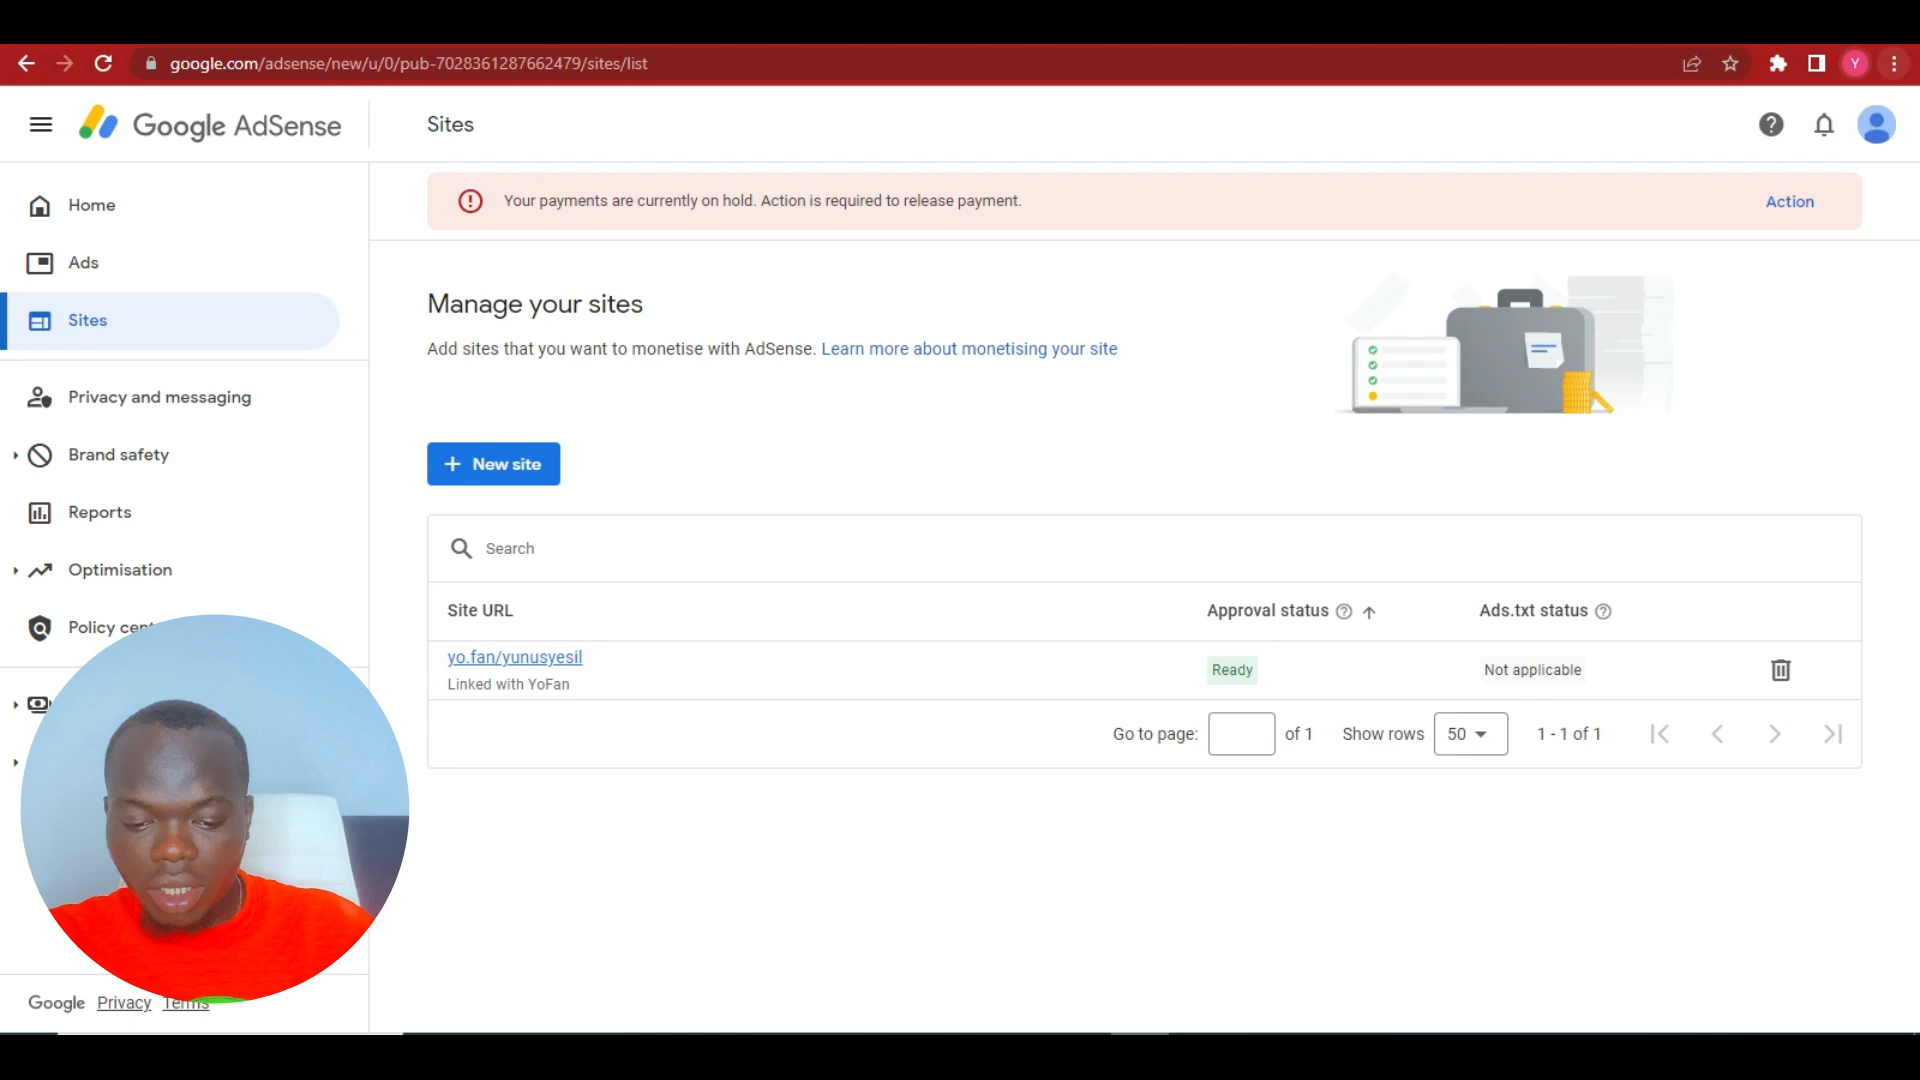 google.com/adsense/new/u/0/pub-7028361287662479/sites/list
Y
Google AdSense
Sites
Home
Ads
Sites
Privacy and messaging
Brand safety
Reports
Optimisation
Policy cent
Google Privacy Terms
Your payments are currently on hold. Action is required to release payment.
Action
Manage your sites
Add sites that you want to monetise with AdSense. Learn more about monetising your site
New site
Search
Site URL Approval status Ads.txt status
yo.fan/yunusyesil
Linked with YoFan
Ready
Not applicable
Go to page: of 1 Show rows 50 1 - 1 of 1